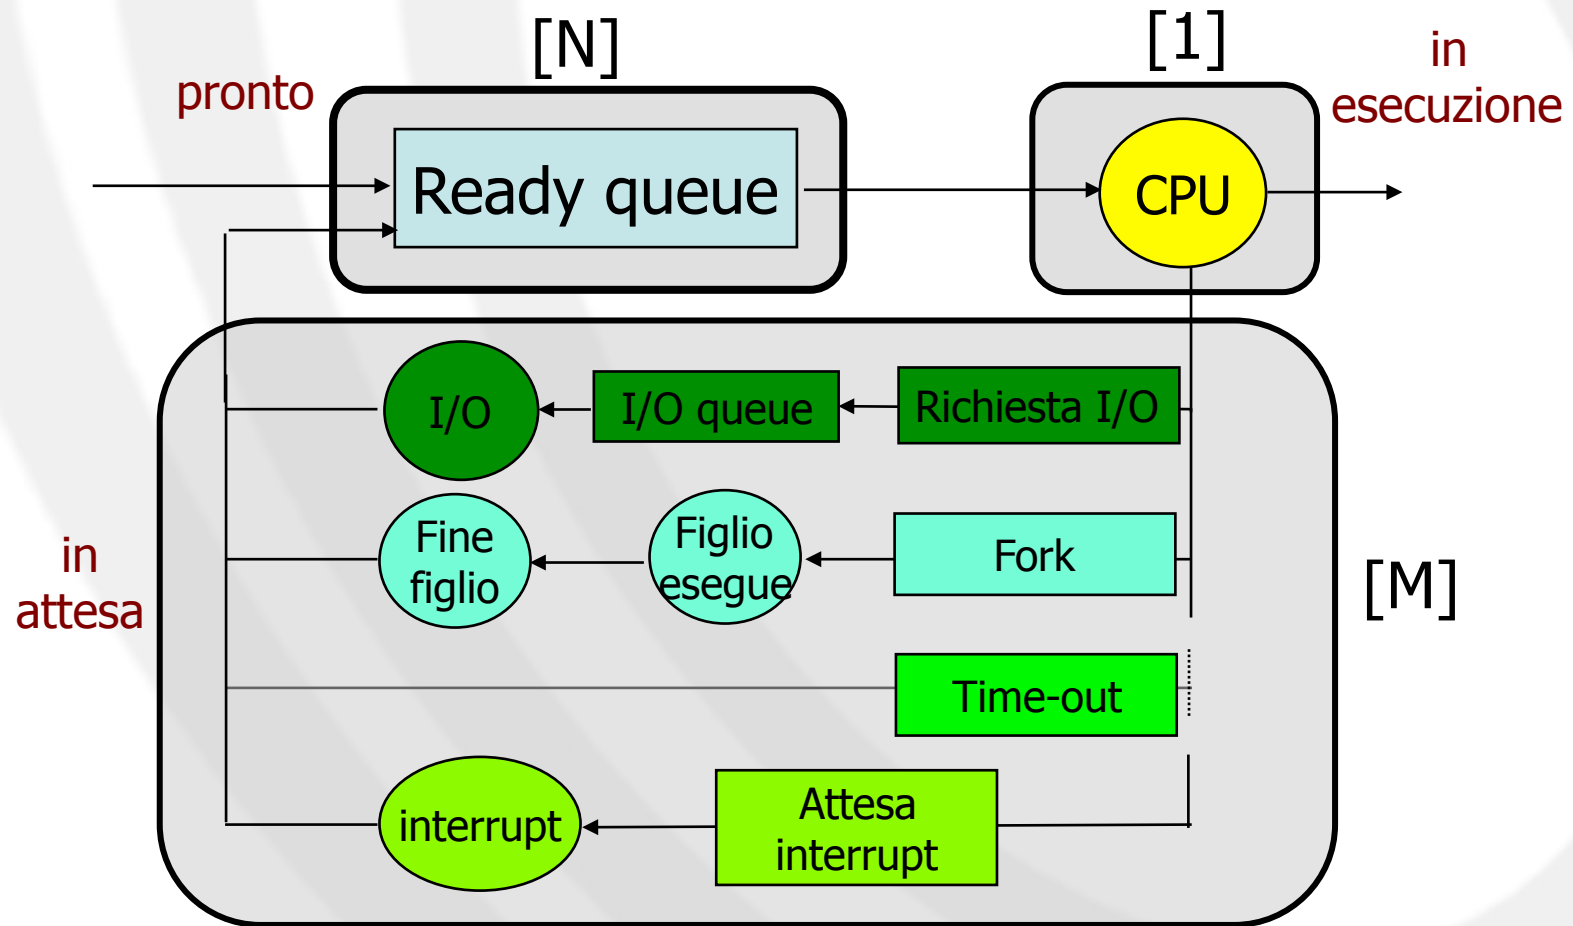 [N]
[1]
in
esecuzione
pronto
Ready queue
CPU
I/O
I/O queue
Richiesta I/O
Fine
figlio
Figlio
esegue
Fork
in
attesa
[M]
Time-out
interrupt
Attesa
interrupt